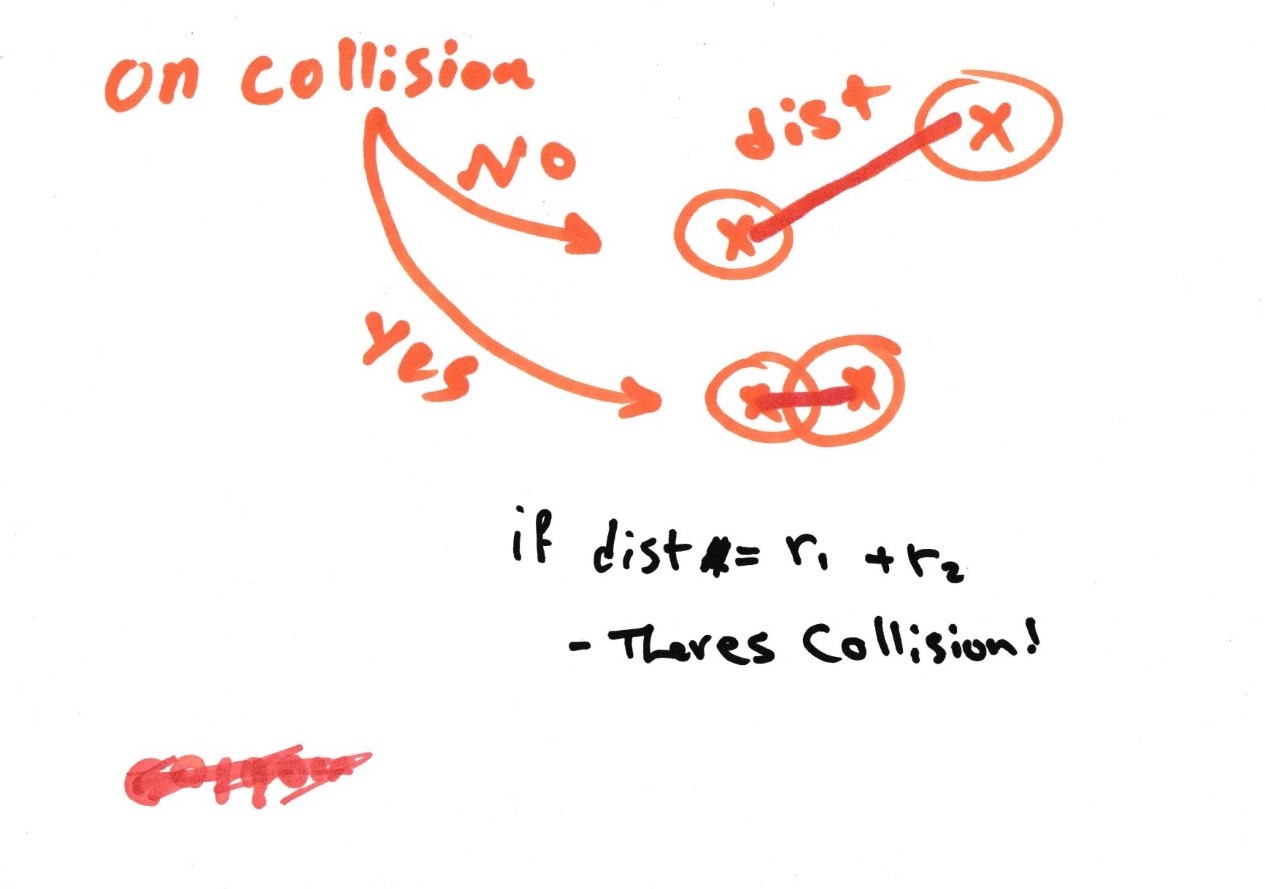 On Collision
NO
dist
x
x
Yes
x
x
if dist = r₁ + r₂
- Theres Collision!